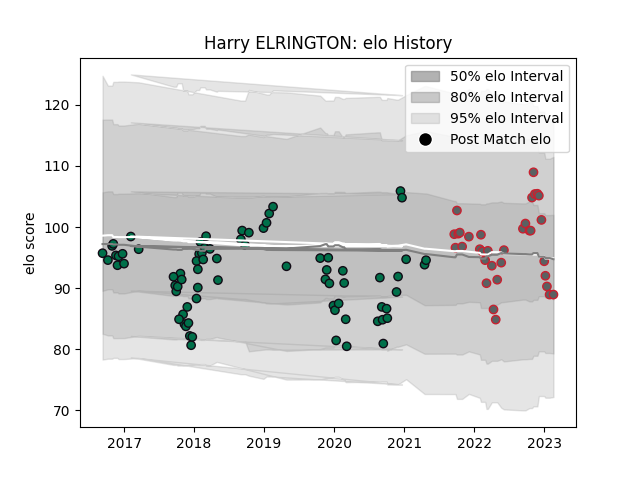 Harry ELRINGTON: elo History
50% elo Interval
80% elo Interval
95% elo Interval
Post Match elo
elo score
120
110
100
90
80
70
2017
2018
2019
2020
2021
2022
2023